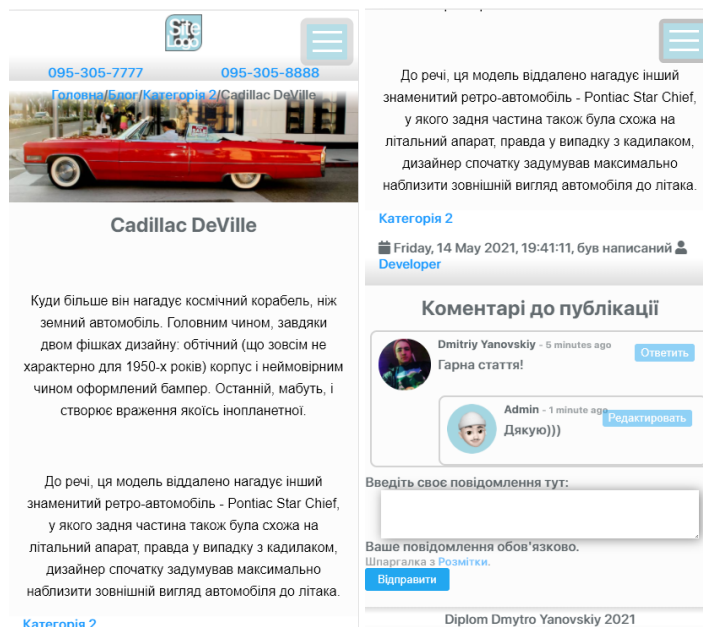 Site
Logo
095-305-7777 095-305-8888
Головна/Блог/Категорія 2/Cadillac DeVille
Cadillac DeVille
Куди більше він нагадує космічний корабель, ніж
земний автомобіль. Головним чином, завдяки
двом фішках дизайну: обтічний (що зовсім не
характерно для 1950-х років) корпус і неймовірним
чином оформлений бампер. Останній, мабуть, і
створює враження якоїсь інопланетної.
До речі, ця модель віддалено нагадує інший
знаменитий ретро-автомобіль - Pontiac Star Chief,
у якого задня частина також була схожа на
літальний апарат, правда у випадку з кадилаком,
дизайнер спочатку задумував максимально
наблизити зовнішній вигляд автомобіля до літака.
Категорія 2
До речі, ця модель віддалено нагадує інший
знаменитий ретро-автомобіль - Pontiac Star Chief,
у якого задня частина також була схожа на
літальний апарат, правда у випадку з кадилаком,
дизайнер спочатку задумував максимально
наблизити зовнішній вигляд автомобіля до літака.
Категорія 2
Friday, 14 May 2021, 19:41:11, був написаний
Developer
Коментарі до публікації
Dmitriy Yanovskiy - 5 minutes ago
Ответить
Гарна стаття!
Admin - 1 minute ago
Редактировать
Дякую)))
Введіть своє повідомлення тут:
Ваше повідомлення обов'язково.
Шпаргалка з Розмітки.
Відправити
Diplom Dmytro Yanovskiy 2021